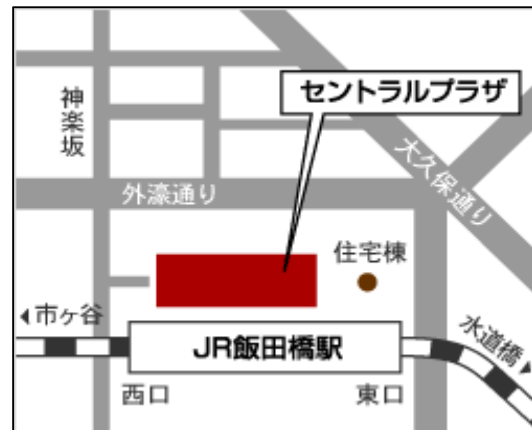 神楽坂
セントラルプラザ
大久保通り
外濠通り
住宅棟
市ヶ谷
JR飯田橋駅
水道橋
西口
東口